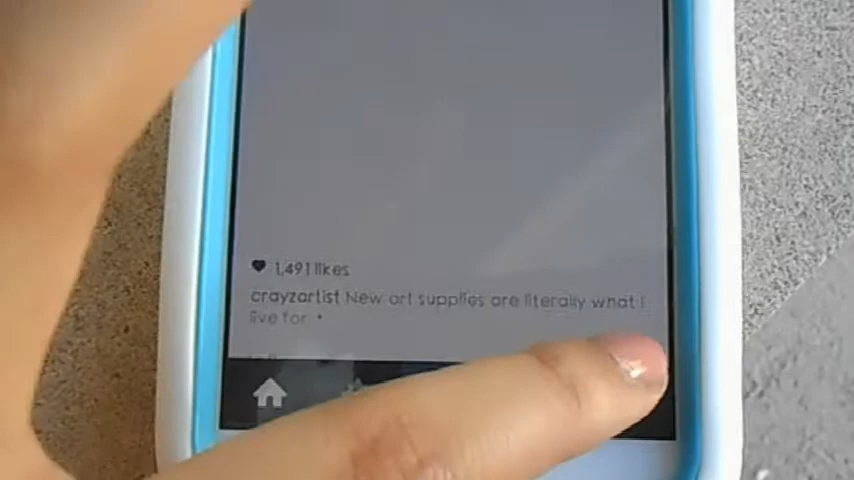 1,491 likes
crayzartist New art supplies are literally what I
live for